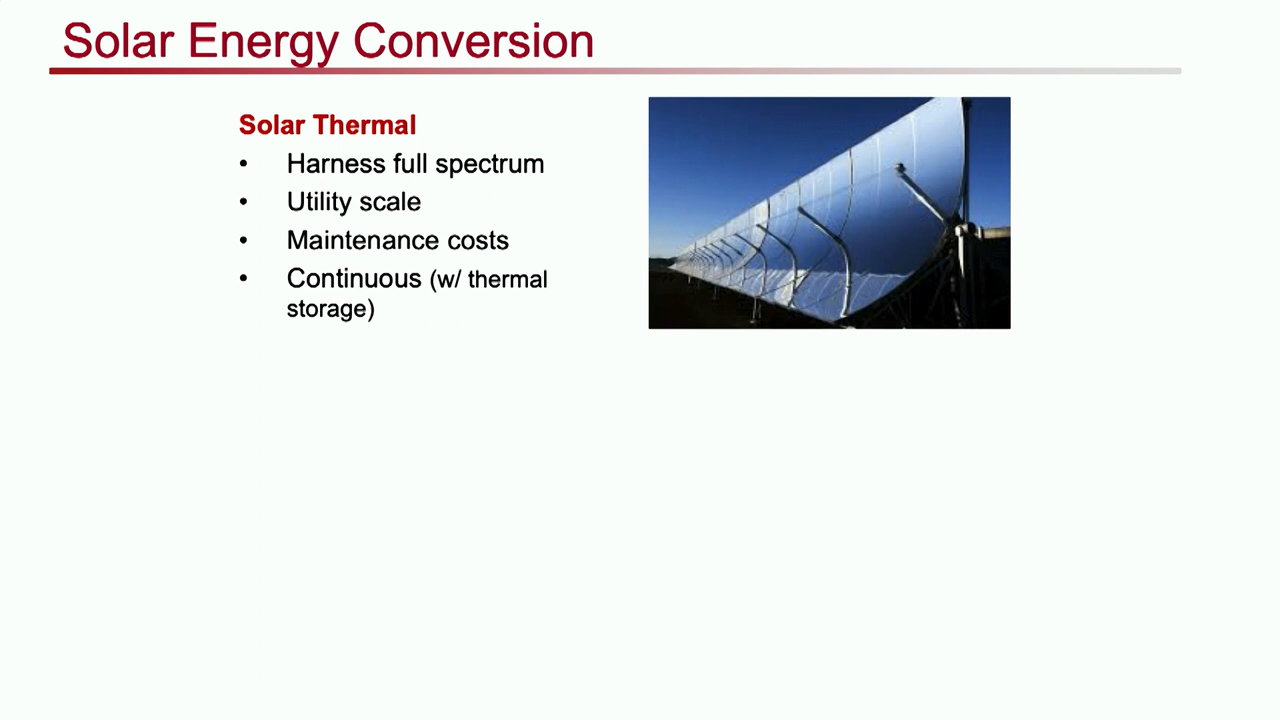 Solar Energy Conversion
Solar Thermal
• Harness full spectrum
• Utility scale
• Maintenance costs
• Continuous (w/ thermal
storage)